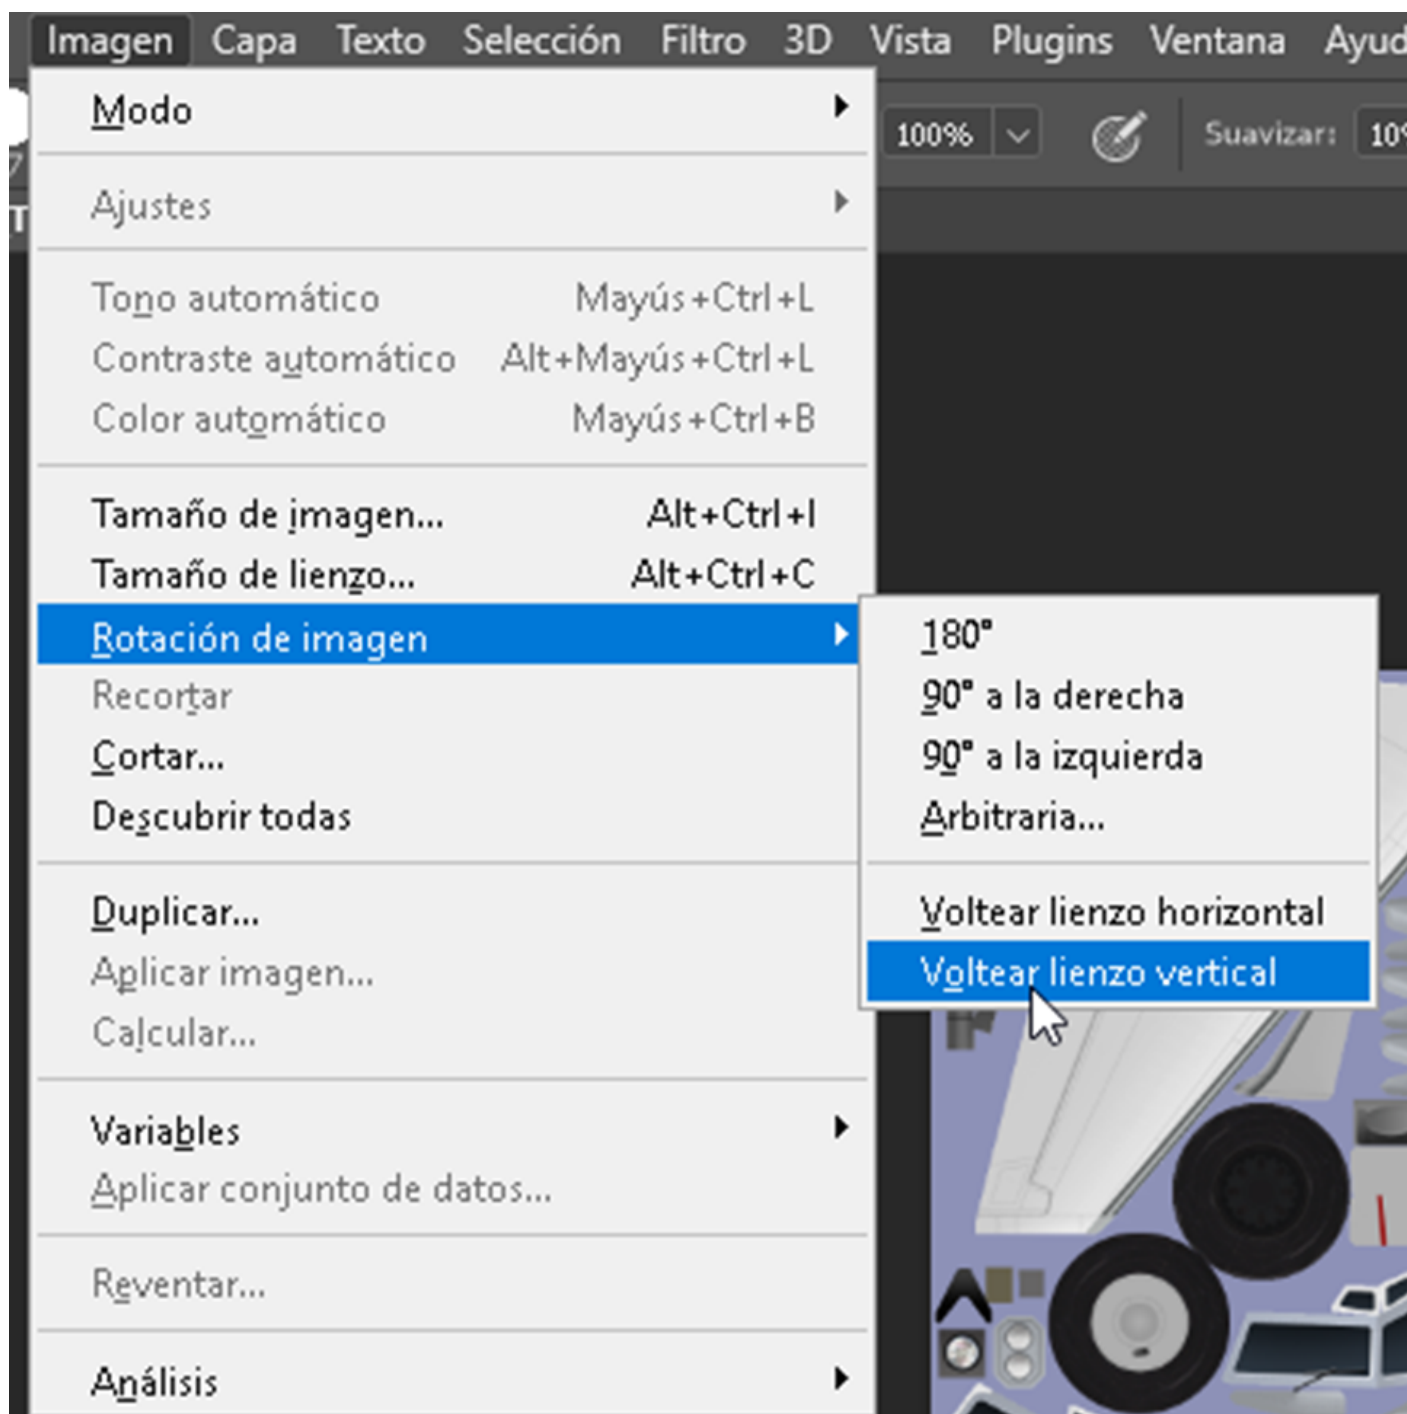 Imagen Capa Texto Selección Filtro 3D Vista Plugins Ventana
100% Suavizar:
Modo
Ajustes
Tono automático Mayús+Ctrl+L
Contraste automático Alt+Mayús+Ctrl+L
Color automático Mayús+Ctrl+B
Tamaño de imagen... Alt+Ctrl+I
Tamaño de lienzo... Alt+Ctrl+C
Rotación de imagen
Recortar
Cortar...
Descubrir todas
Duplicar...
Aplicar imagen...
Calcular...
Variables
Aplicar conjunto de datos...
Reventar...
Análisis
180°
90° a la derecha
90° a la izquierda
Arbitraria...
Voltear lienzo horizontal
Voltear lienzo vertical